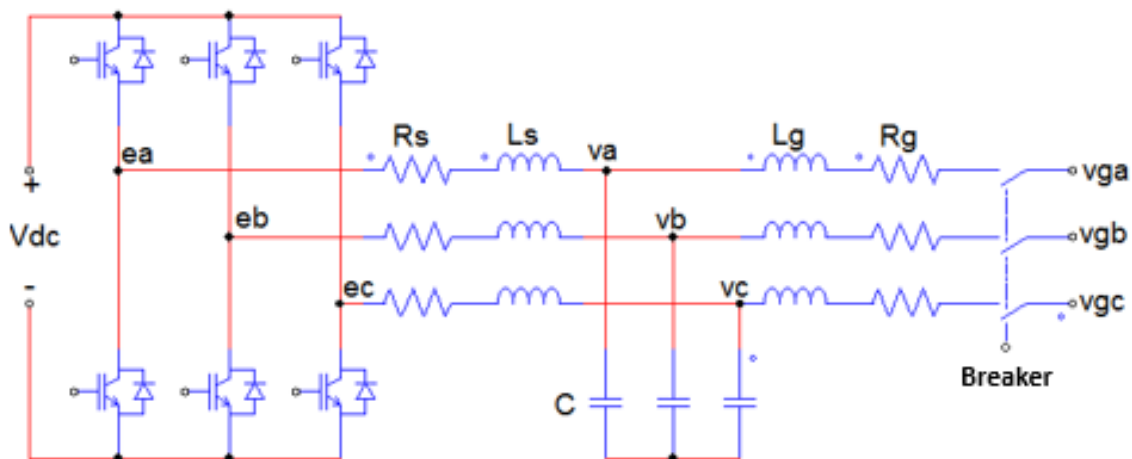 Rs Ls Lg Rg
ea va vga
+
Vdc
-
eb vb vgb
ec vc vgc
C
Breaker